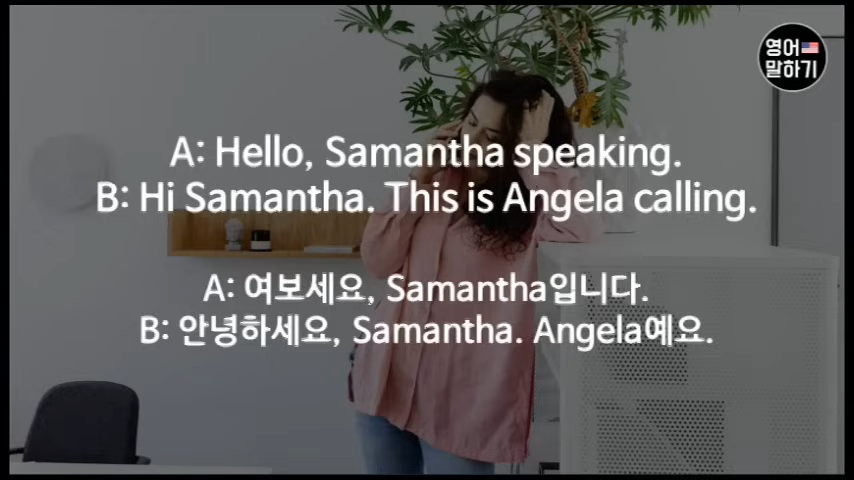 영어
말하기
A: Hello, Samantha speaking.
B: Hi Samantha. This is Angela calling.
A: 여보세요, Samantha입니다.
B: 안녕하세요, Samantha. Angela예요.